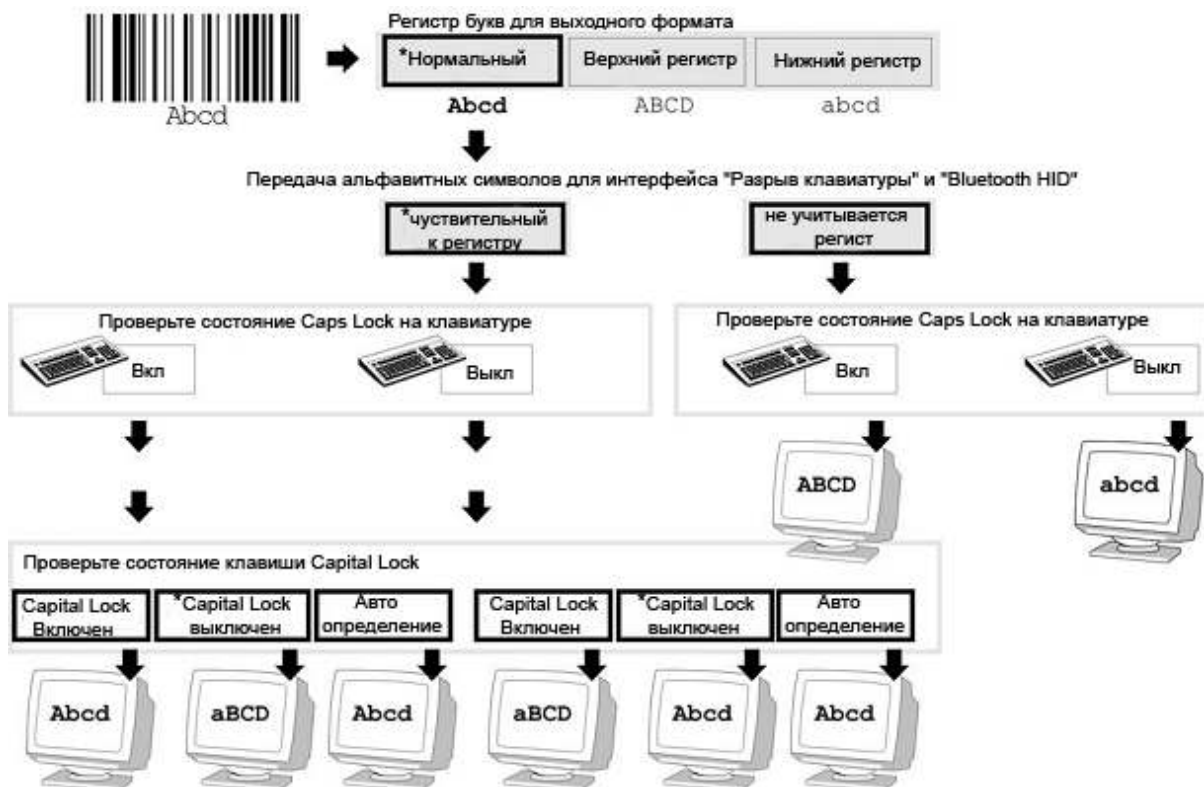 Регистр букв для выходного формата
*Нормальный
Верхний регистр
Нижний регистр
Abcd
Abcd
ABCD
abcd
Передача альфавитных символов для интерфейса "Разрыв клавиатуры" и "Bluetooth HID"
*чуствительный
к регистру
не учитывается
регист
Проверьте состояние Caps Lock на клавиатуре
Вкл
Выкл
Проверьте состояние Caps Lock на клавиатуре
Вкл
Выкл
ABCD
abcd
Проверьте состояние клавиши Capital Lock
Capital Lock
Включен
*Capital Lock
выключен
Авто
определение
Capital Lock
Включен
*Capital Lock
выключен
Авто
определение
Abcd
aBCD
Abcd
aBCD
Abcd
Abcd